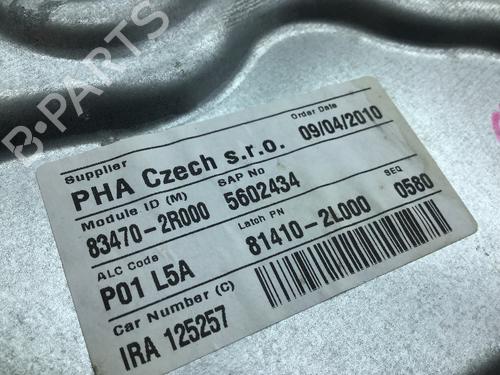 B-PARTS
Supplier
Order Date
PHA Czech s.r.o.
09/04/2010
Module ID (M)
SAP No
83470-2R000
5602434
ALC Code
Latch PN
SEQ
P01 L5A
81410-2L000
0580
Car Number (C)
IRA 125257